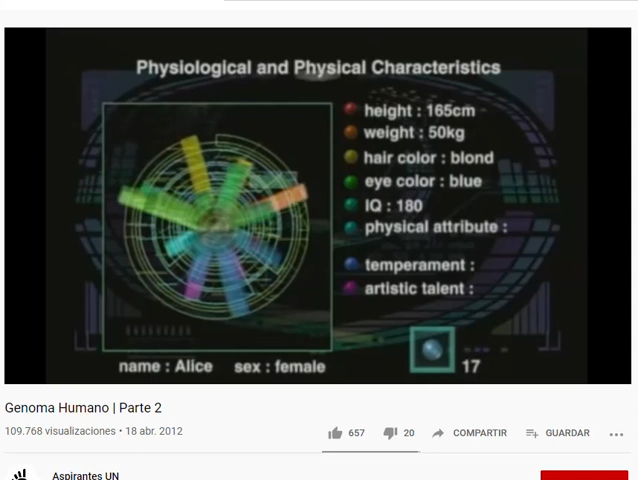 Physiological and Physical Characteristics
height : 165cm
weight : 50kg
hair color : blond
eye color : blue
IQ : 180
physical attribute :
temperament :
artistic talent :
name : Alice sex : female
17
Genoma Humano | Parte 2
109.768 visualizaciones • 18 abr. 2012
657 20 COMPARTIR GUARDAR
Aspirantes UN